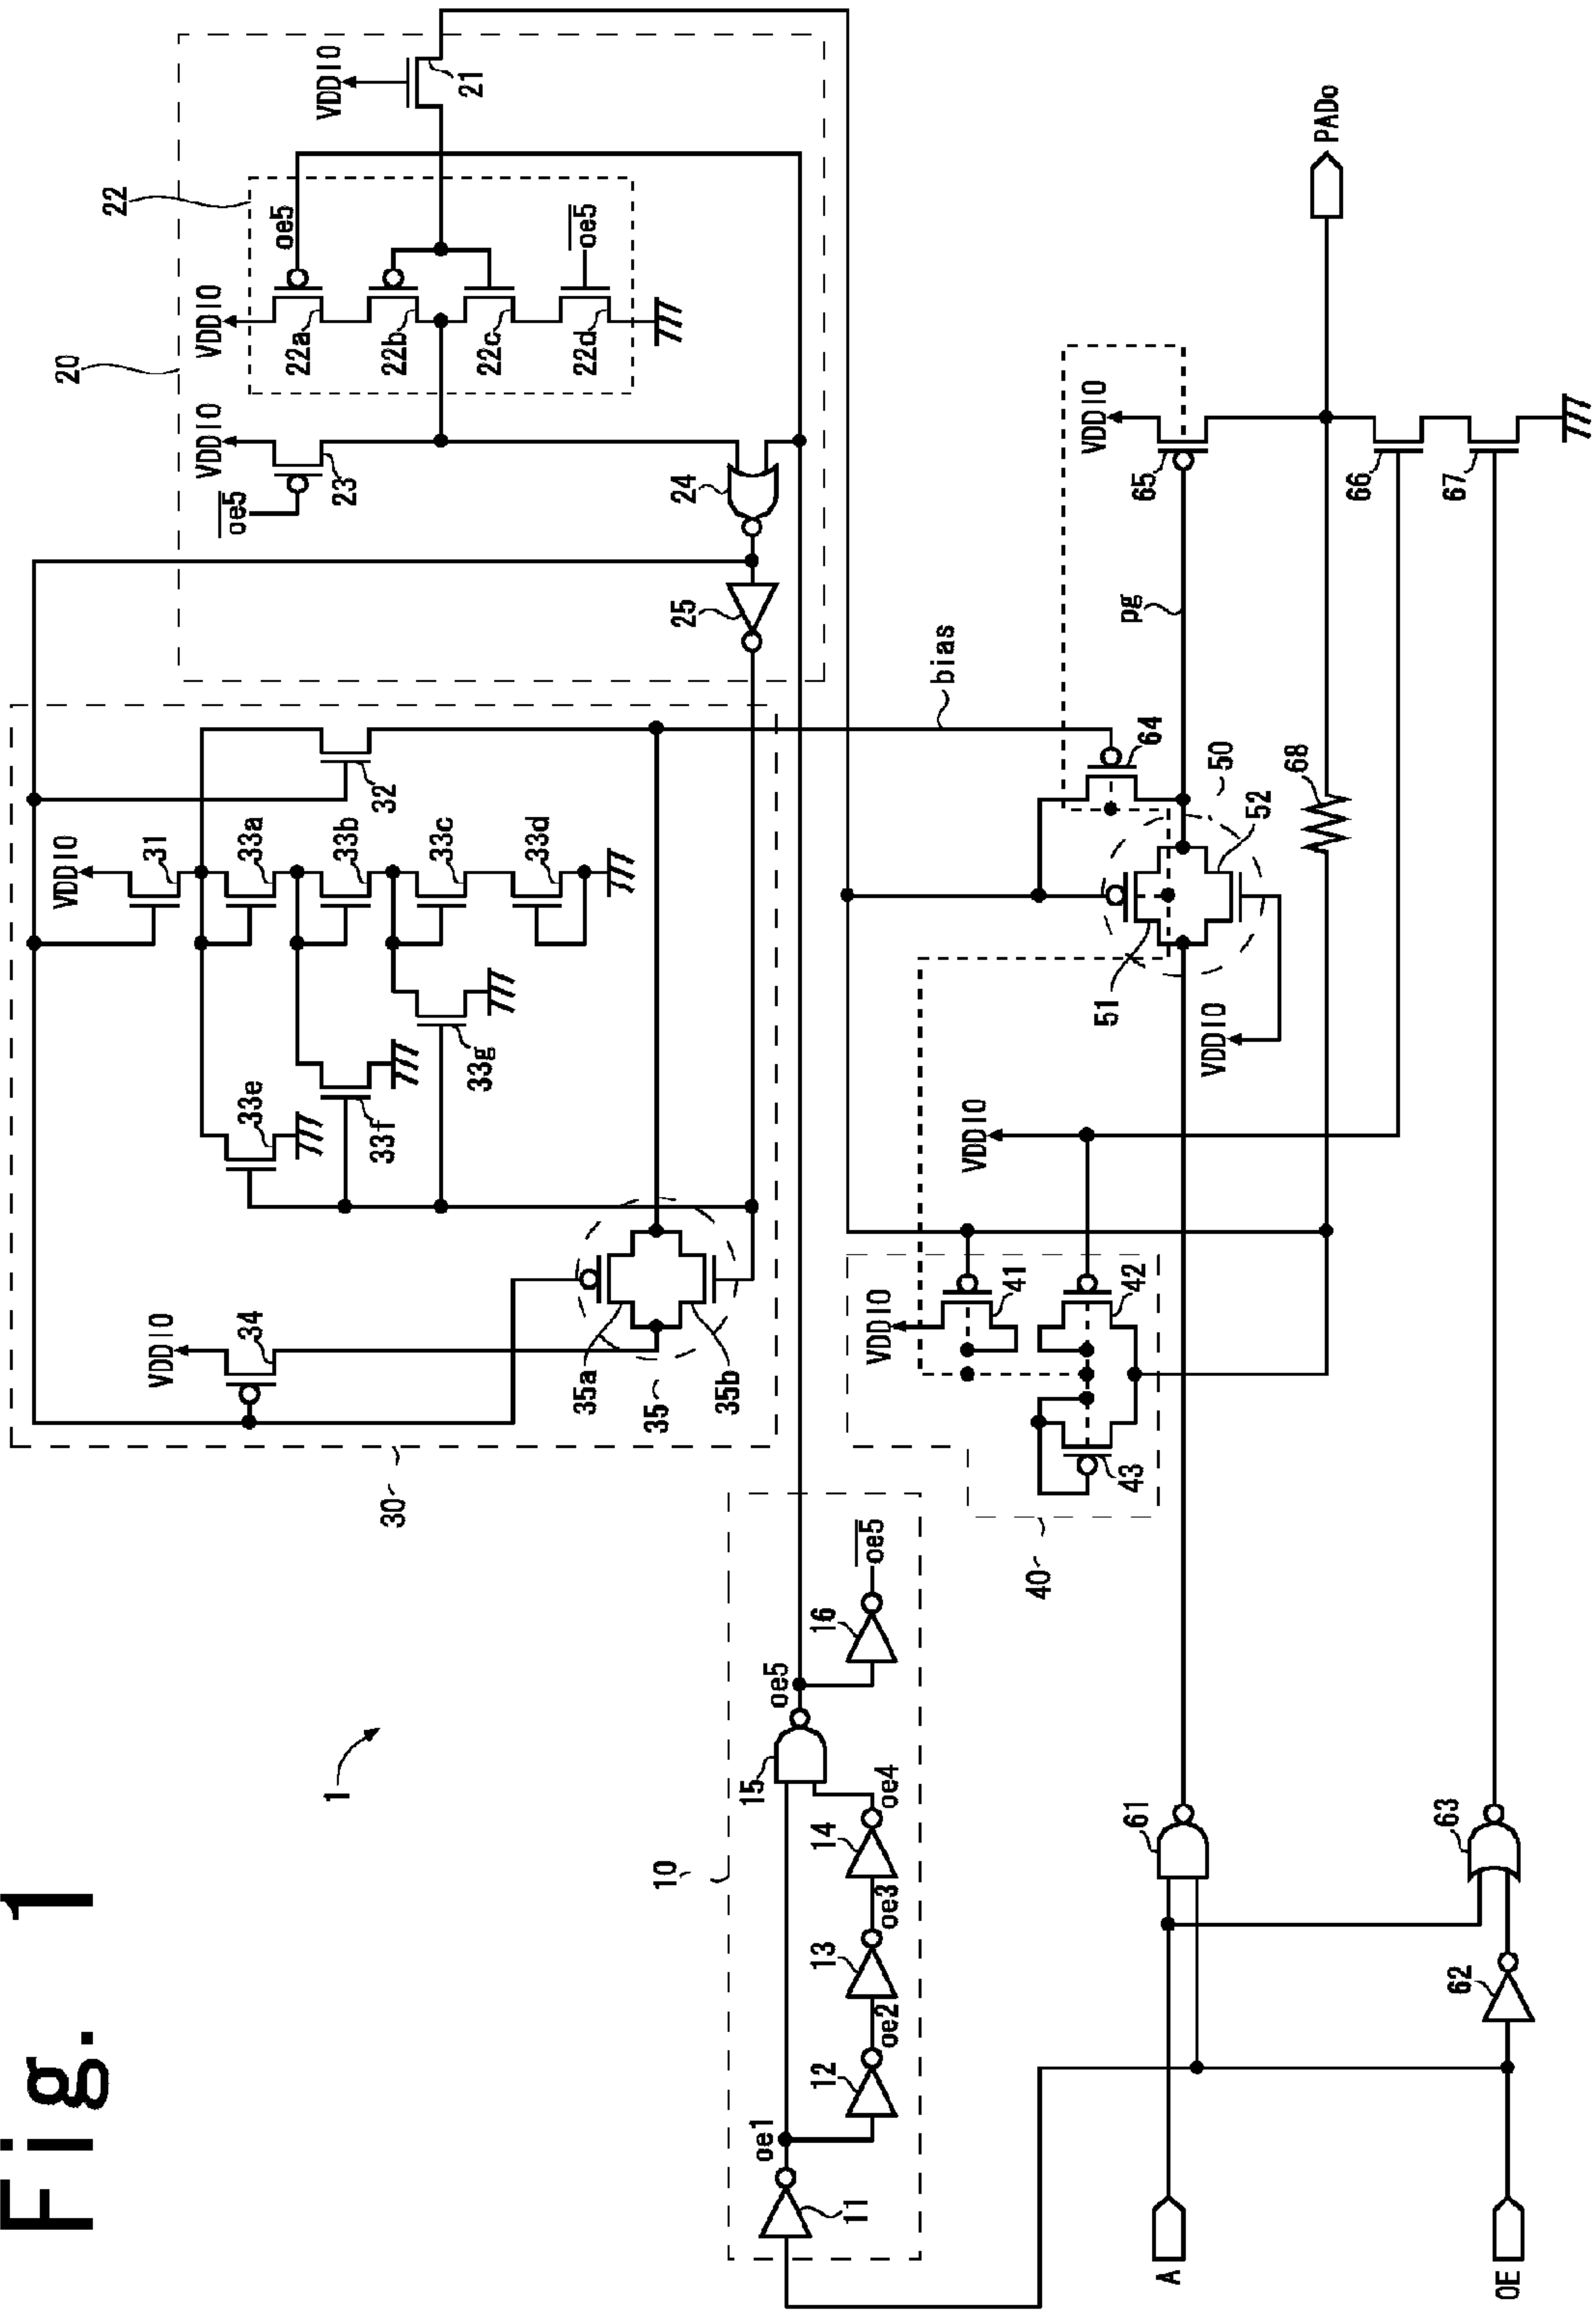 Fig. 1
1
20
22
VDDIO
21
VDDIO
oe5
22a
22b
22c
22d
oe5
VDDIO
oe5
23
24
25
30
VDDIO
31
32
33a
33b
33c
33d
33e
33f
33g
VDDIO
34
35a
35
35b
bias
10
11
oe1
12
oe2
13
oe3
14
oe4
15
oe5
16
oe5
40
VDDIO
41
42
43
VDDIO
50
51
52
VDDIO
64
pg
VDDIO
65
66
67
68
PADo
A
61
OE
62
63